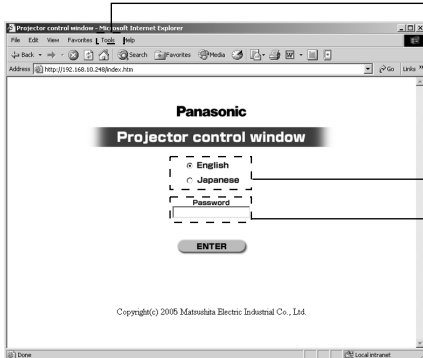 Projector control window - Microsoft Internet Explorer
File Edit View Favorites Tools Help
Back Search Favorites Media
Address http://192.168.10.248/index.htm Go Links »
Panasonic
Projector control window
English
Japanese
Password
ENTER
Copyright(c) 2005 Matsushita Electric Industrial Co., Ltd.
Done Local intranet